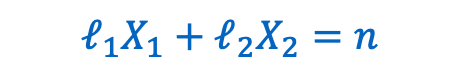 ℓ₁X₁ + ℓ₂X₂ = n